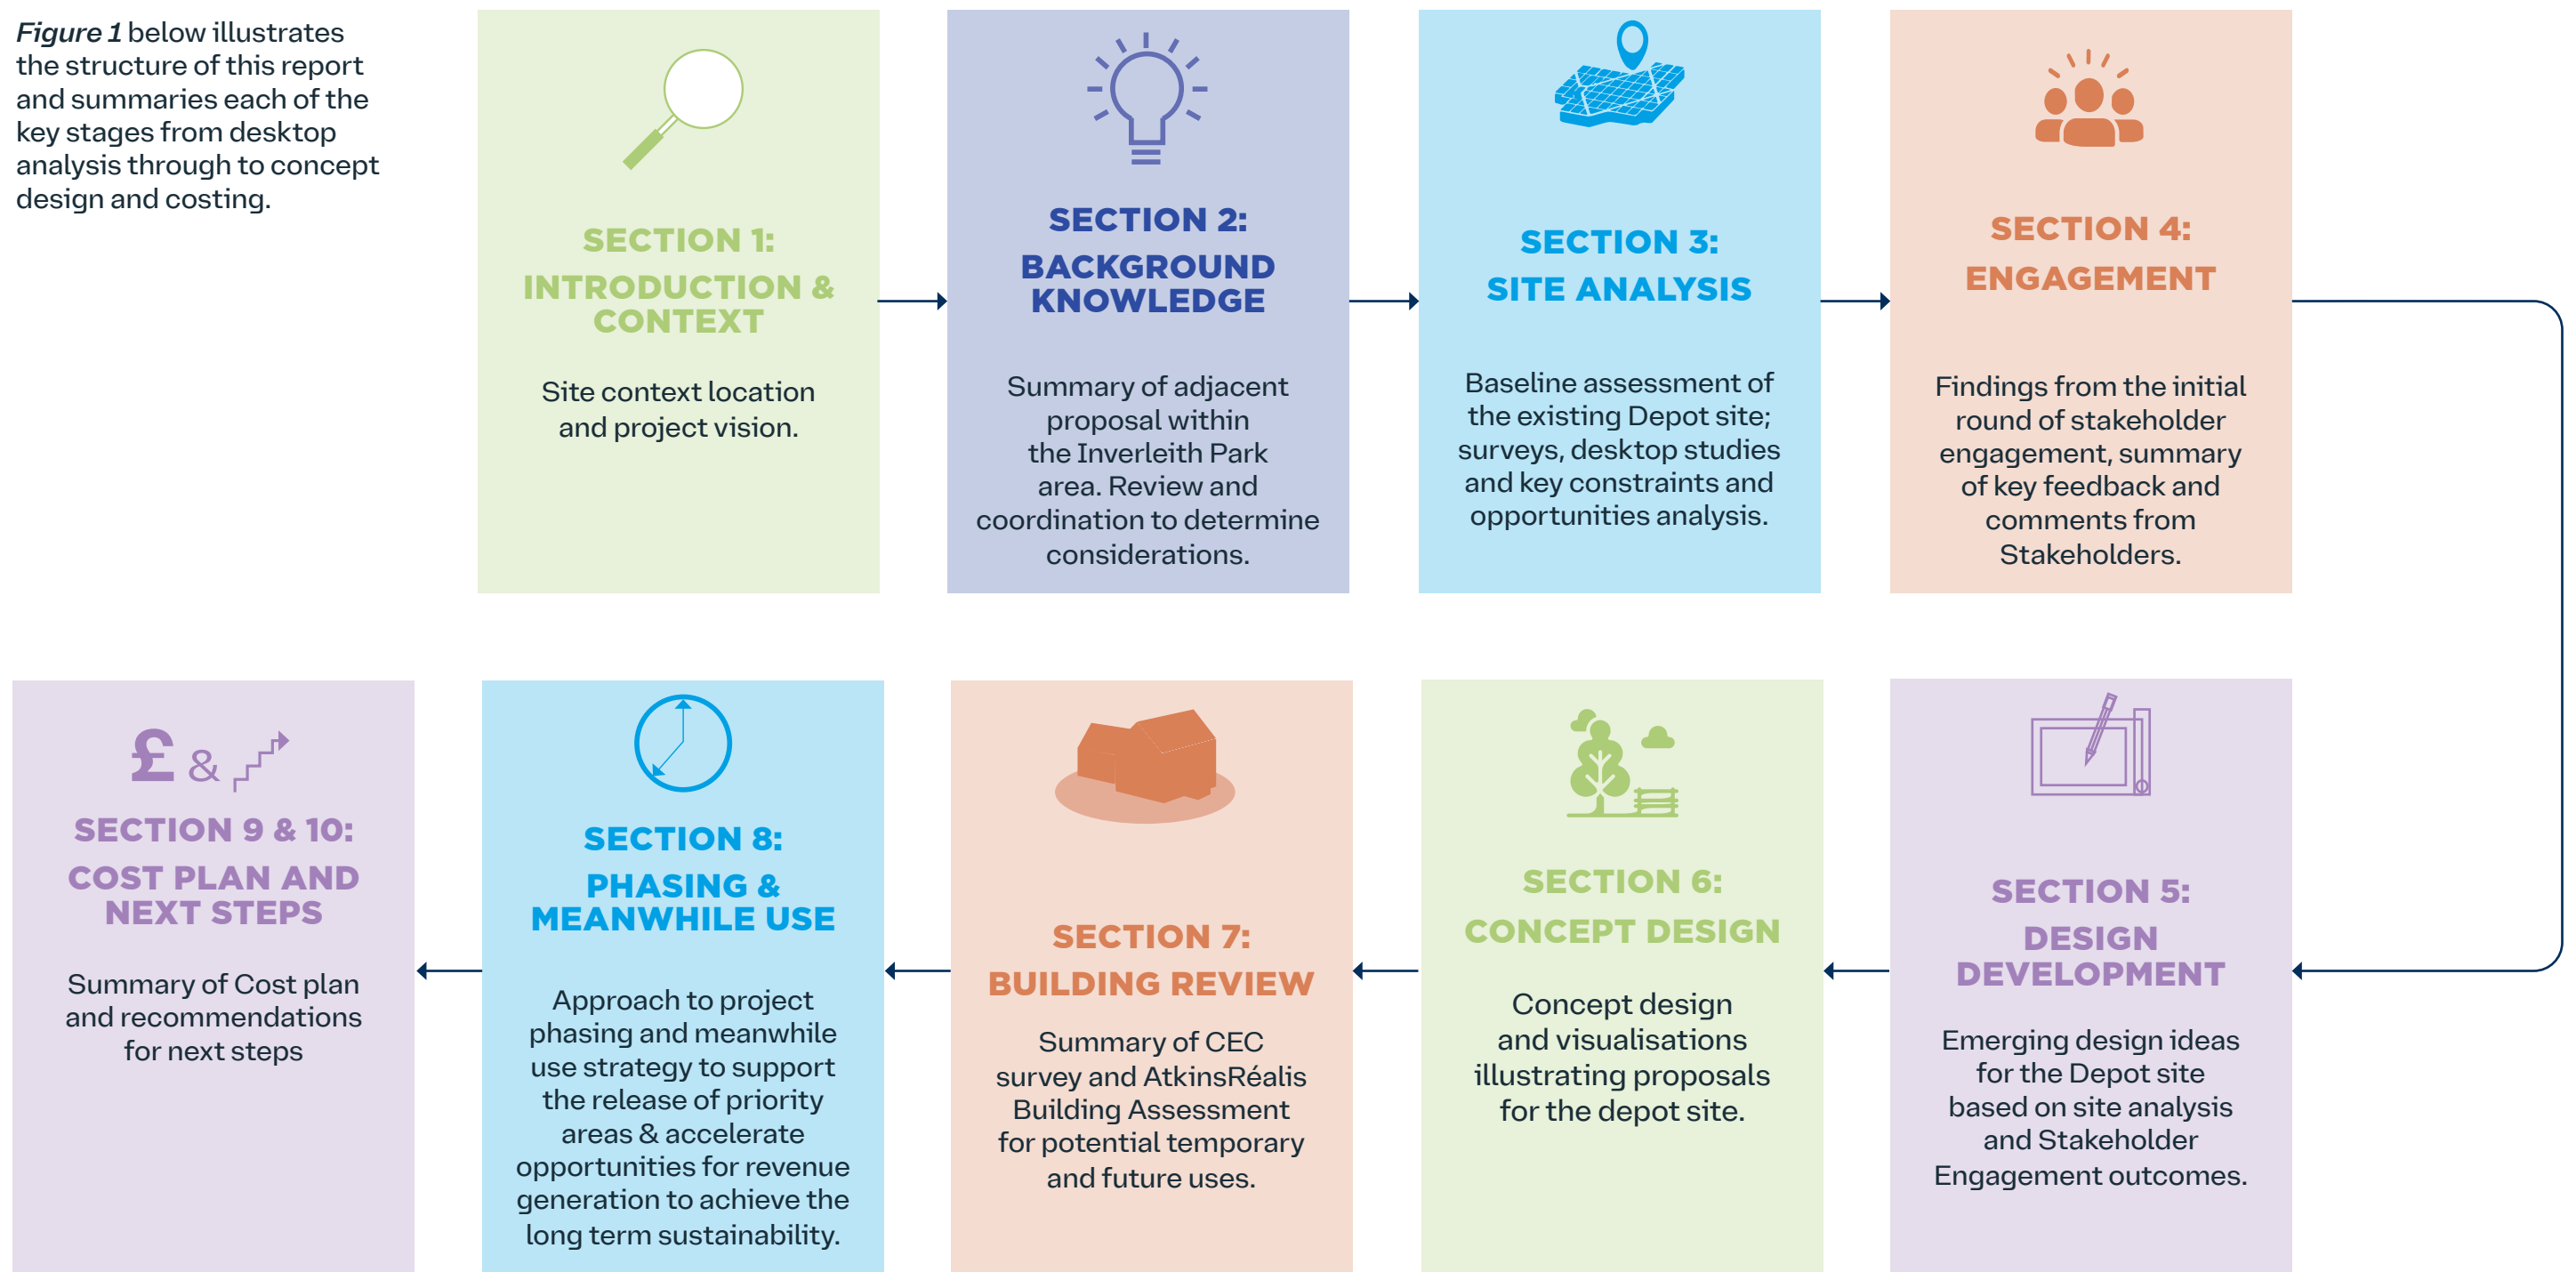 Figure 1 below illustrates
the structure of this report
and summaries each of the
key stages from desktop
analysis through to concept
design and costing.
SECTION 1:
INTRODUCTION &
CONTEXT
Site context location
and project vision.
SECTION 2:
BACKGROUND
KNOWLEDGE
Summary of adjacent
proposal within
the Inverleith Park
area. Review and
coordination to determine
considerations.
SECTION 3:
SITE ANALYSIS
Baseline assessment of
the existing Depot site;
surveys, desktop studies
and key constraints and
opportunities analysis.
SECTION 4:
ENGAGEMENT
Findings from the initial
round of stakeholder
engagement, summary
of key feedback and
comments from
Stakeholders.
SECTION 5:
DESIGN
DEVELOPMENT
Emerging design ideas
for the Depot site
based on site analysis
and Stakeholder
Engagement outcomes.
SECTION 6:
CONCEPT DESIGN
Concept design
and visualisations
illustrating proposals
for the depot site.
SECTION 7:
BUILDING REVIEW
Summary of CEC
survey and AtkinsRéalis
Building Assessment
for potential temporary
and future uses.
SECTION 8:
PHASING &
MEANWHILE USE
Approach to project
phasing and meanwhile
use strategy to support
the release of priority
areas & accelerate
opportunities for revenue
generation to achieve the
long term sustainability.
£ &
SECTION 9 & 10:
COST PLAN AND
NEXT STEPS
Summary of Cost plan
and recommendations
for next steps